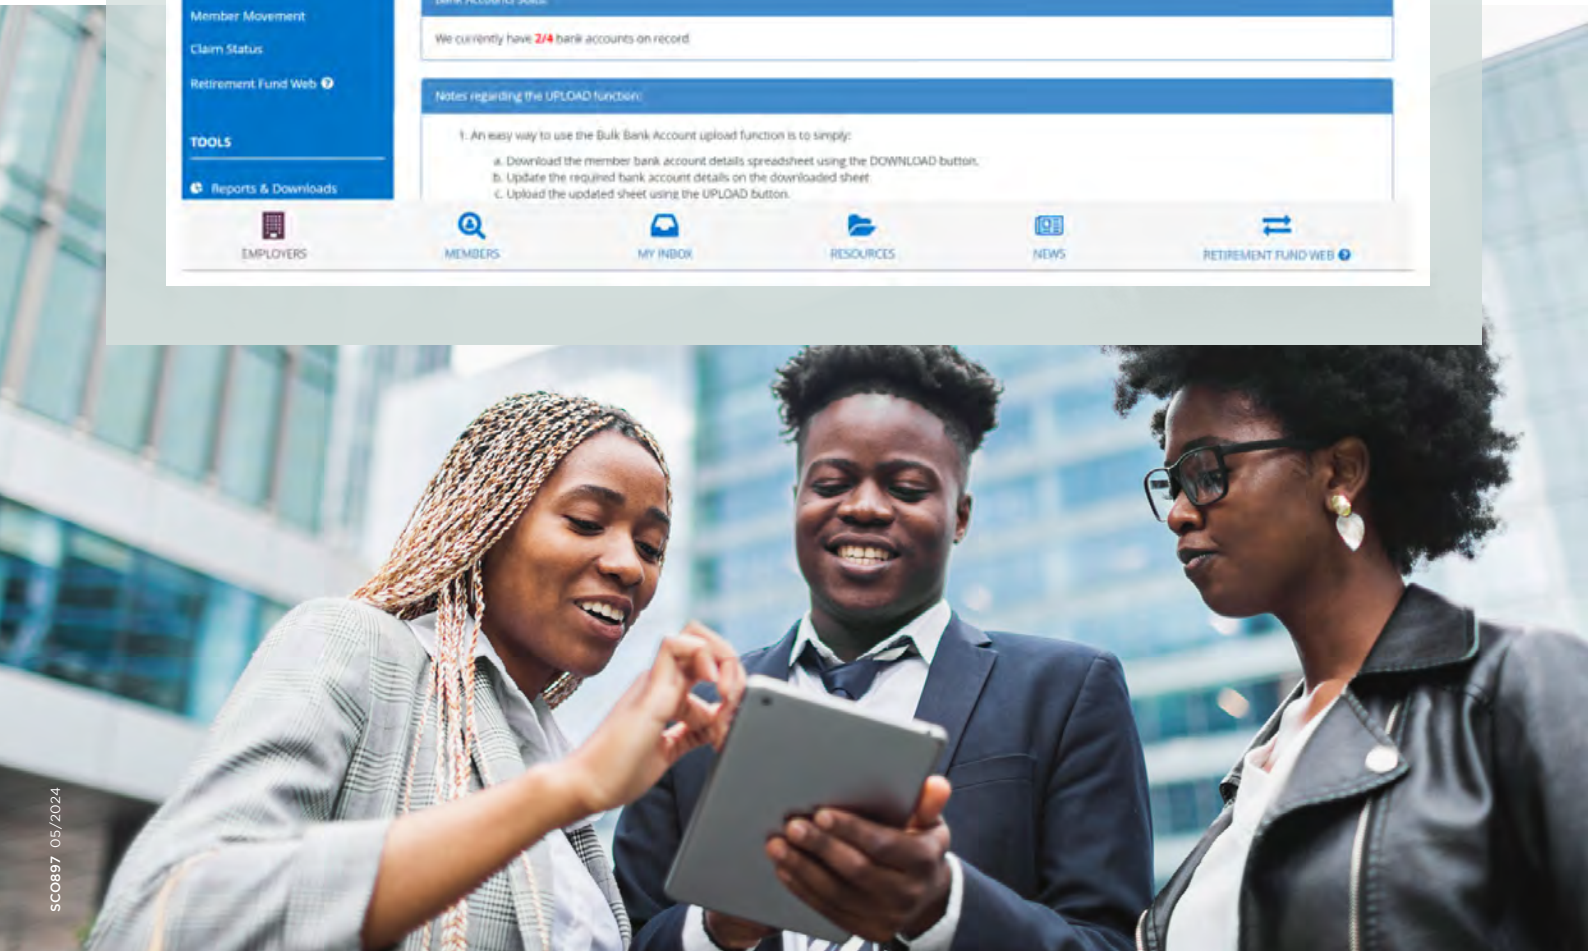 Bank Accounts Status
Member Movement
We currently have 2/4 bank accounts on record
Claim Status
Retirement Fund Web
Notes regarding the UPLOAD function:
1. An easy way to use the Bulk Bank Account upload function is to simply:
TOOLS
a. Download the member bank account details spreadsheet using the DOWNLOAD button.
b. Update the required bank account details on the downloaded sheet
Reports & Downloads
c. Upload the updated sheet using the UPLOAD button.
EMPLOYERS
MEMBERS
MY INBOX
RESOURCES
NEWS
RETIREMENT FUND WEB
SCO897 05/2024